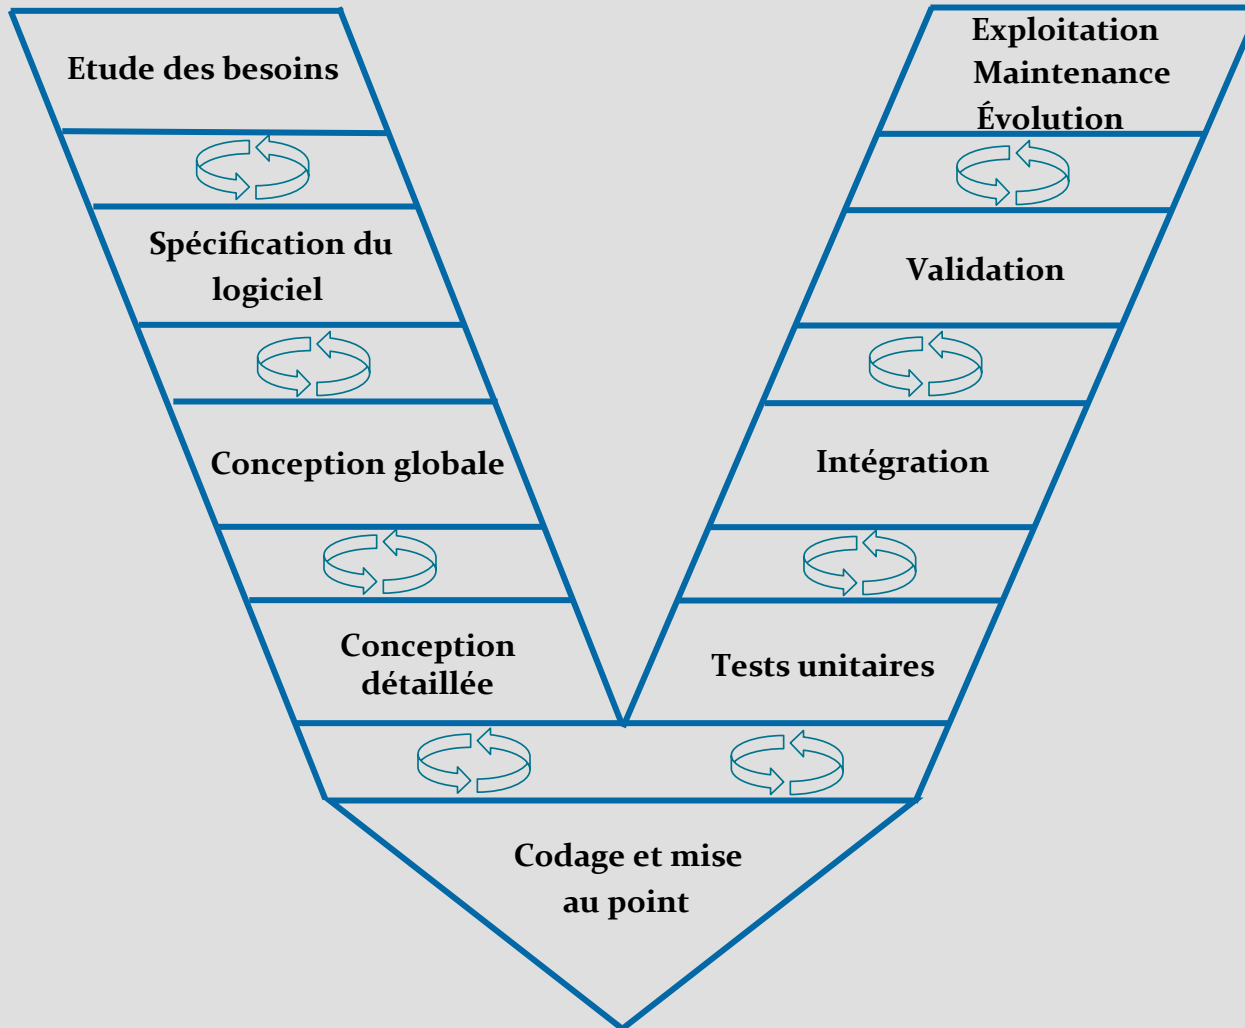 Etude des besoins
Spécification du
logiciel
Conception globale
Conception
détaillée
Codage et mise
au point
Tests unitaires
Intégration
Validation
Exploitation
Maintenance
Évolution